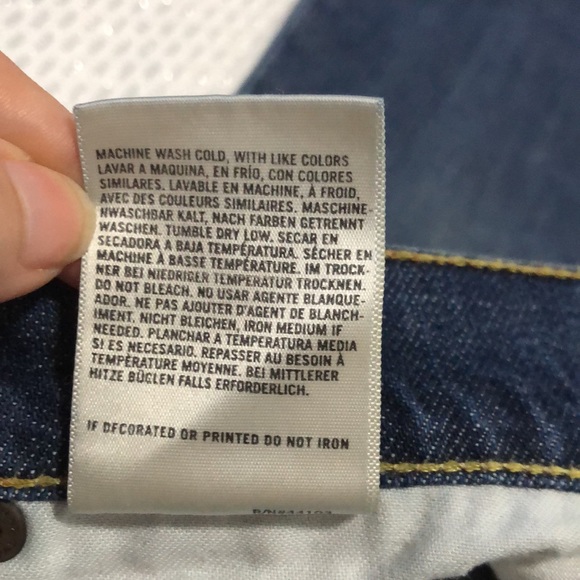 MACHINE WASH COLD, WITH LIKE COLORS
LAVAR A MAQUINA, EN FRÍO, CON COLORES
SIMILARES. LAVABLE EN MACHINE, À FROID,
AVEC DES COULEURS SIMILAIRES. MASCHINE-
NWASCHBAR KALT, NACH FARBEN GETRENNT
WASCHEN. TUMBLE DRY LOW. SECAR EN
SECADORA A BAJA TEMPERATURA. SÉCHER EN
MACHINE À BASSE TEMPÉRATURE. IM TROCK-
NER BEI NIEDRIGER TEMPERATUR TROCKNEN.
DO NOT BLEACH. NO USAR AGENTE BLANQUE-
ADOR. NE PAS AJOUTER D'AGENT DE BLANCH-
IMENT. NICHT BLEICHEN, IRON MEDIUM IF
NEEDED. PLANCHAR A TEMPERATURA MEDIA
SI ES NECESARIO. REPASSER AU BESOIN À
TEMPÉRATURE MOYENNE. BEI MITTLERER
HITZE BÜGLEN FALLS ERFORDERLICH.
IF DECORATED OR PRINTED DO NOT IRON